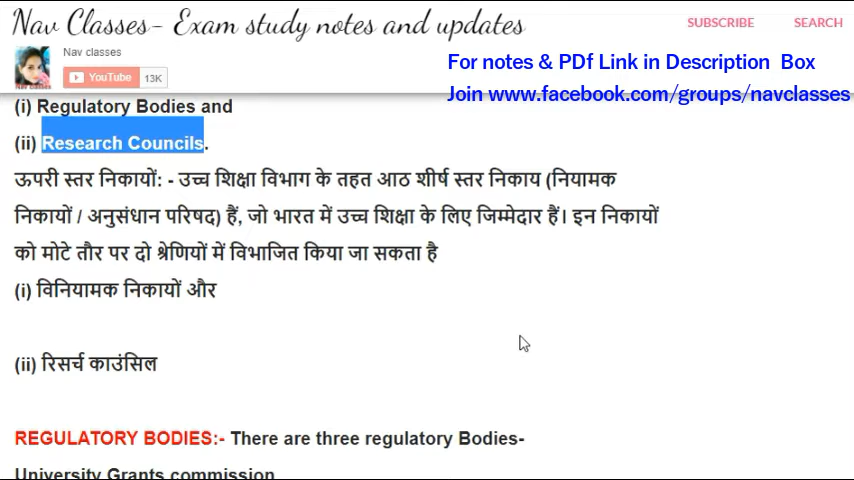 Nav Classes- Exam study notes and updates
SUBSCRIBE
SEARCH
Nav classes
YouTube 13K
For notes & PDf Link in Description Box
Join www.facebook.com/groups/navclasses
(i) Regulatory Bodies and
(ii) Research Councils.
ऊपरी स्तर निकायों: - उच्च शिक्षा विभाग के तहत आठ शीर्ष स्तर निकाय (नियामक
निकायों / अनुसंधान परिषद) हैं, जो भारत में उच्च शिक्षा के लिए जिम्मेदार हैं। इन निकायों
को मोटे तौर पर दो श्रेणियों में विभाजित किया जा सकता है
(i) विनियामक निकायों और
(ii) रिसर्च काउंसिल
REGULATORY BODIES:- There are three regulatory Bodies-
University Grants commission